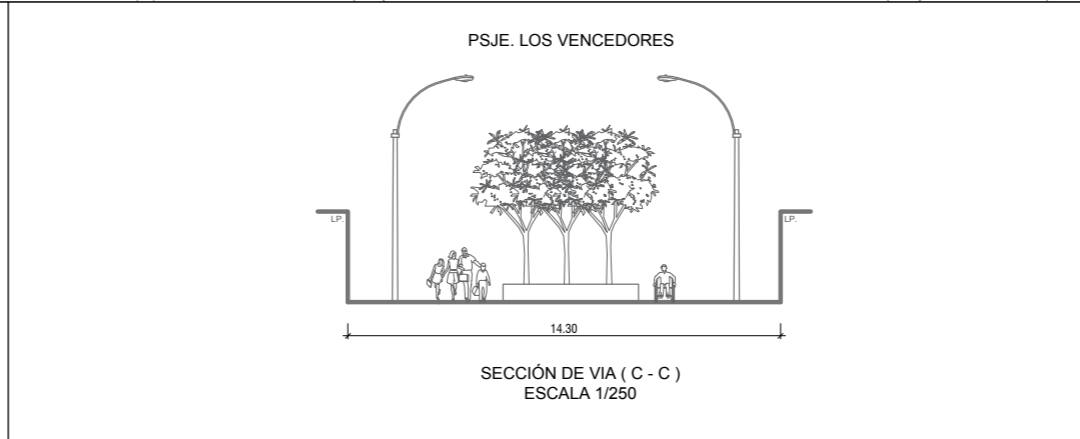 PSJE. LOS VENCEDORES
LP.
LP.
14.30
SECCIÓN DE VIA ( C - C )
ESCALA 1/250